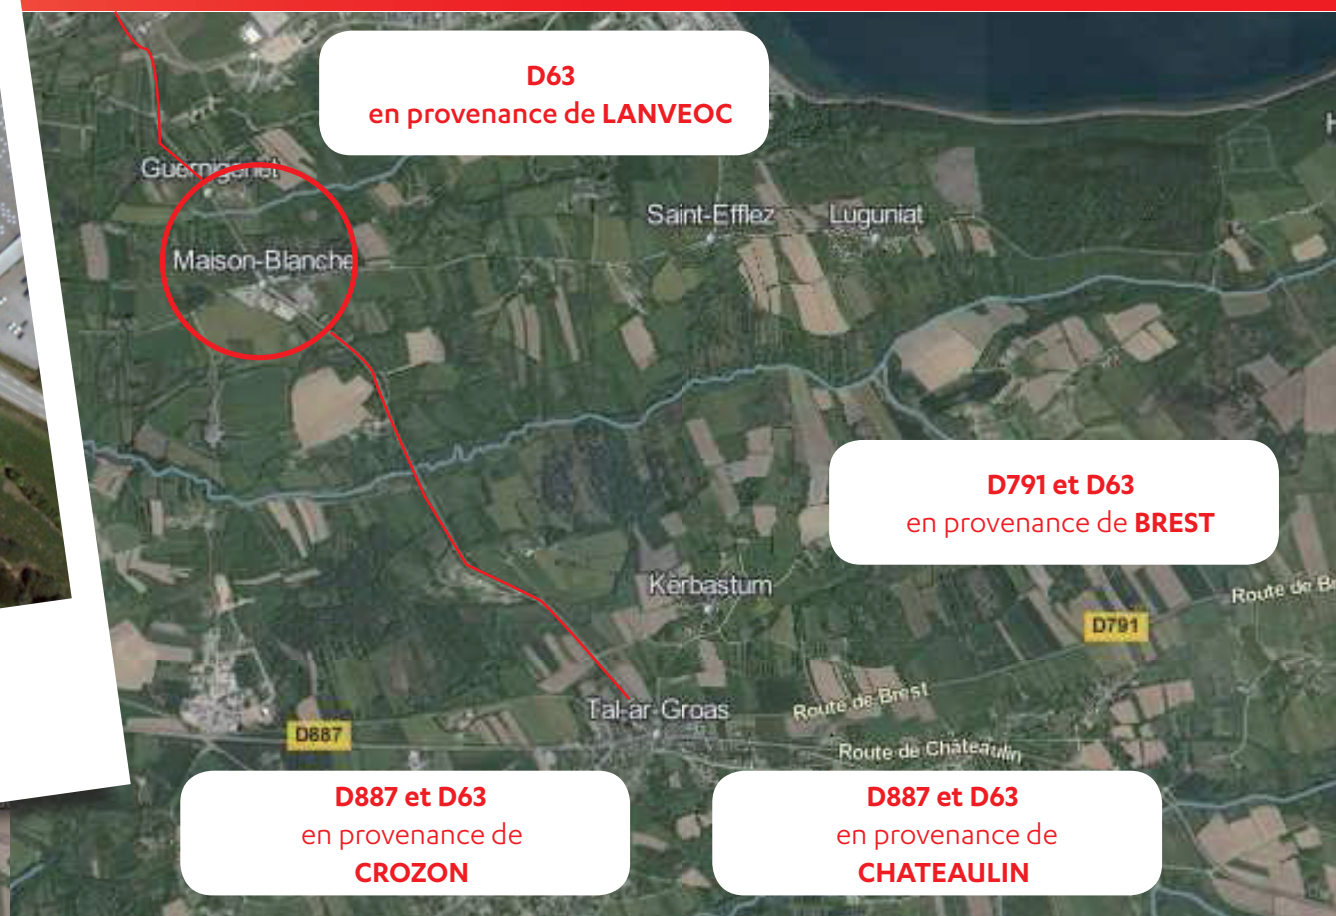 D63
en provenance de LANVEOC
Guernigenet
Saint-Efflez
Luguniat
Maison-Blanche
D791 et D63
en provenance de BREST
Kerbastum
Route de Br
D791
Tal-ar-Groas
Route de Brest
D887
Route de Châteaulin
D887 et D63
en provenance de
CROZON
D887 et D63
en provenance de
CHATEAULIN